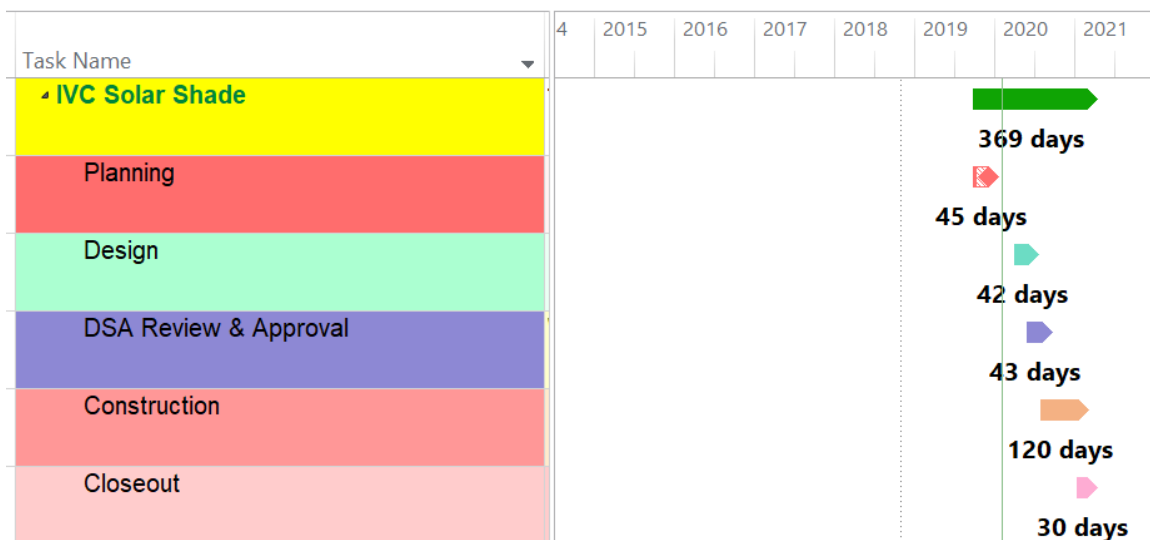 4 2015 2016 2017 2018 2019 2020 2021
Task Name
IVC Solar Shade
369 days
Planning
45 days
Design
42 days
DSA Review & Approval
43 days
Construction
120 days
Closeout
30 days